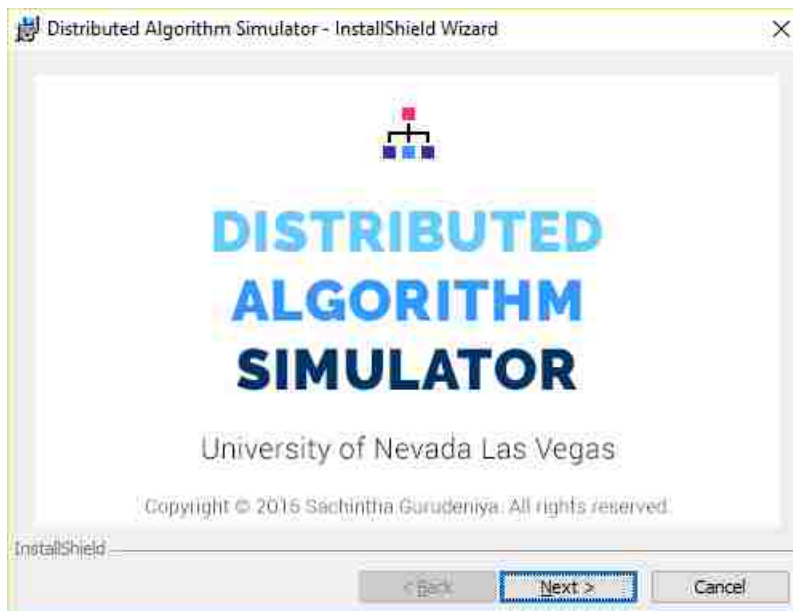 Distributed Algorithm Simulator - InstallShield Wizard
DISTRIBUTED
ALGORITHM
SIMULATOR
University of Nevada Las Vegas
Copyright © 2016 Sachintha Gurudeniya. All rights reserved.
InstallShield
< Back Next > Cancel